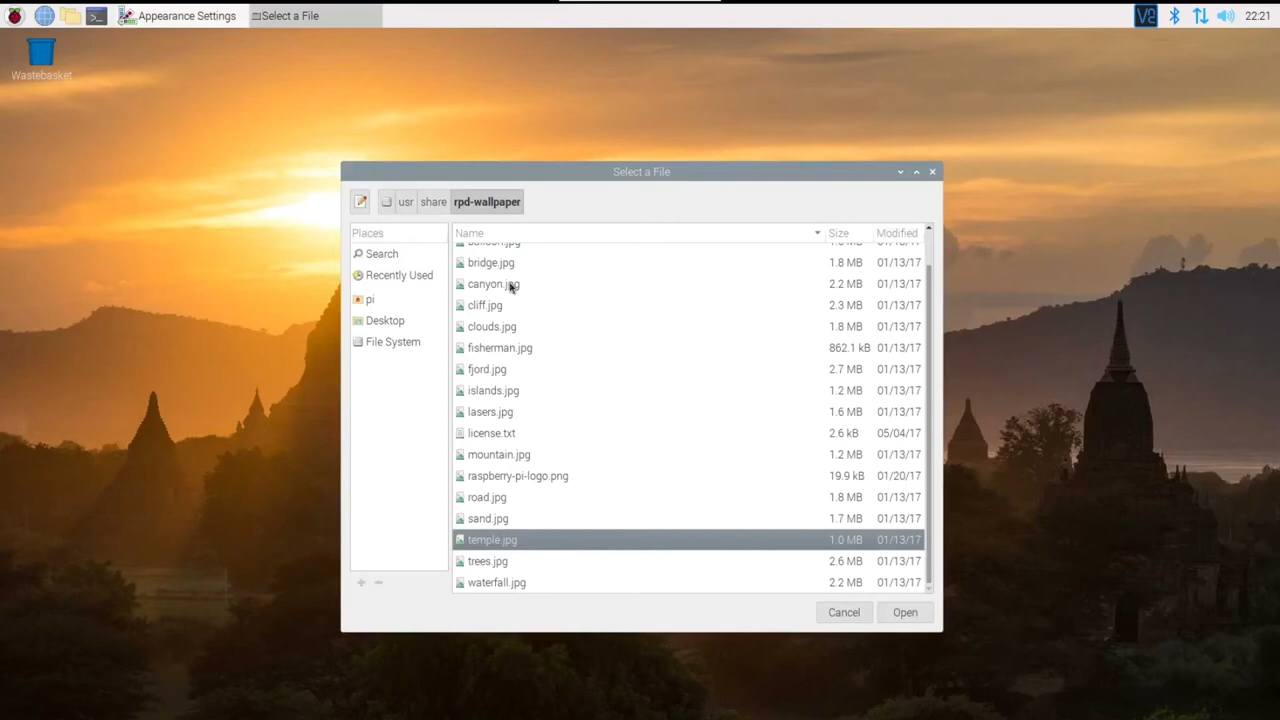 Appearance Settings Select a File 22:21
Wastebasket
Select a File
usr share rpd-wallpaper
Places
Search
Recently Used
pi
Desktop
File System
Name Size Modified
balloon.jpg 01/13/17
bridge.jpg 1.8 MB 01/13/17
canyon.jpg 2.2 MB 01/13/17
cliff.jpg 2.3 MB 01/13/17
clouds.jpg 1.8 MB 01/13/17
fisherman.jpg 862.1 kB 01/13/17
fjord.jpg 2.7 MB 01/13/17
islands.jpg 1.2 MB 01/13/17
lasers.jpg 1.6 MB 01/13/17
license.txt 2.6 kB 05/04/17
mountain.jpg 1.2 MB 01/13/17
raspberry-pi-logo.png 19.9 kB 01/20/17
road.jpg 1.8 MB 01/13/17
sand.jpg 1.7 MB 01/13/17
temple.jpg 1.0 MB 01/13/17
trees.jpg 2.6 MB 01/13/17
waterfall.jpg 2.2 MB 01/13/17
Cancel Open